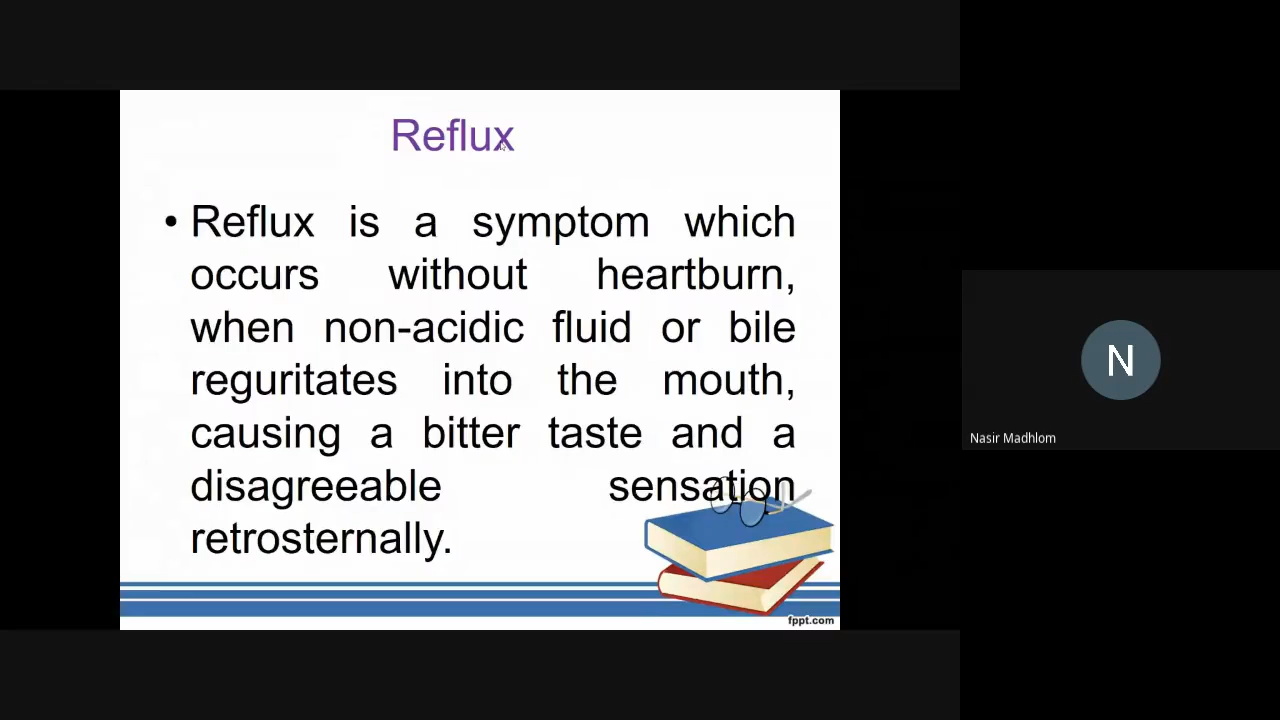 Reflux
• Reflux is a symptom which
occurs without heartburn,
when non-acidic fluid or bile
reguritates into the mouth,
causing a bitter taste and a
disagreeable sensation
retrosternally.
fppt.com
N
Nasir Madhlom